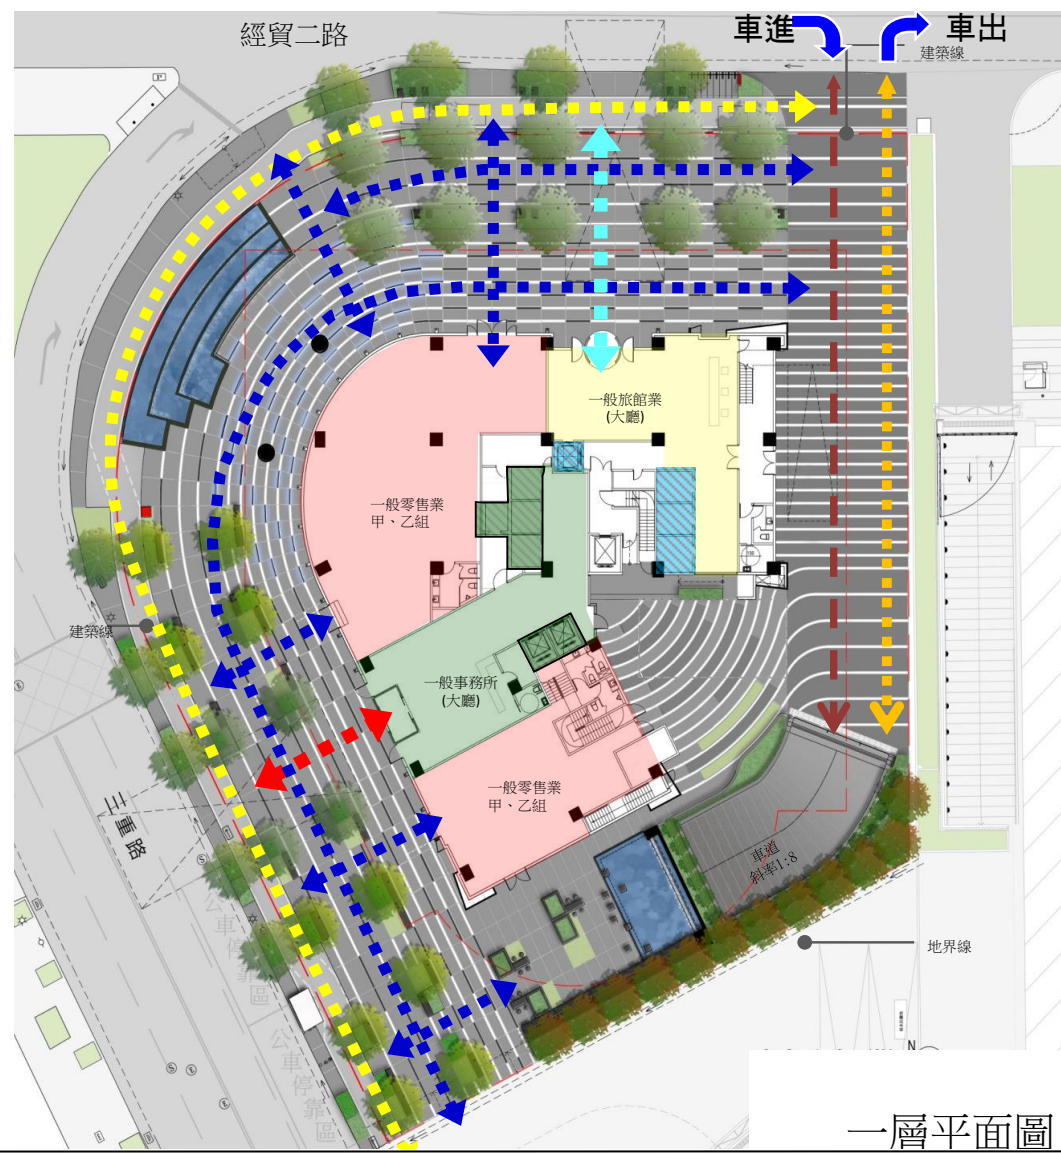 經貿二路
車進
車出
建築線
一般旅館業
(大廳)
一般零售業
甲、乙組
建築線
一般事務所
(大廳)
一般零售業
甲、乙組
三重路
車道
斜率1:8
公車停靠區
公車停靠區
地界線
N
一層平面圖